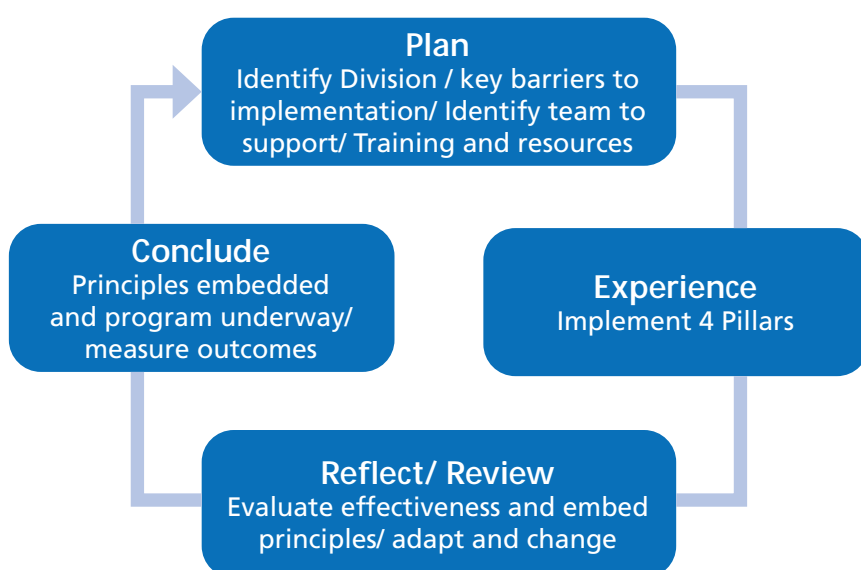 Plan
Identify Division / key barriers to
implementation/ Identify team to
support/ Training and resources
Experience
Implement 4 Pillars
Reflect/ Review
Evaluate effectiveness and embed
principles/ adapt and change
Conclude
Principles embedded
and program underway/
measure outcomes